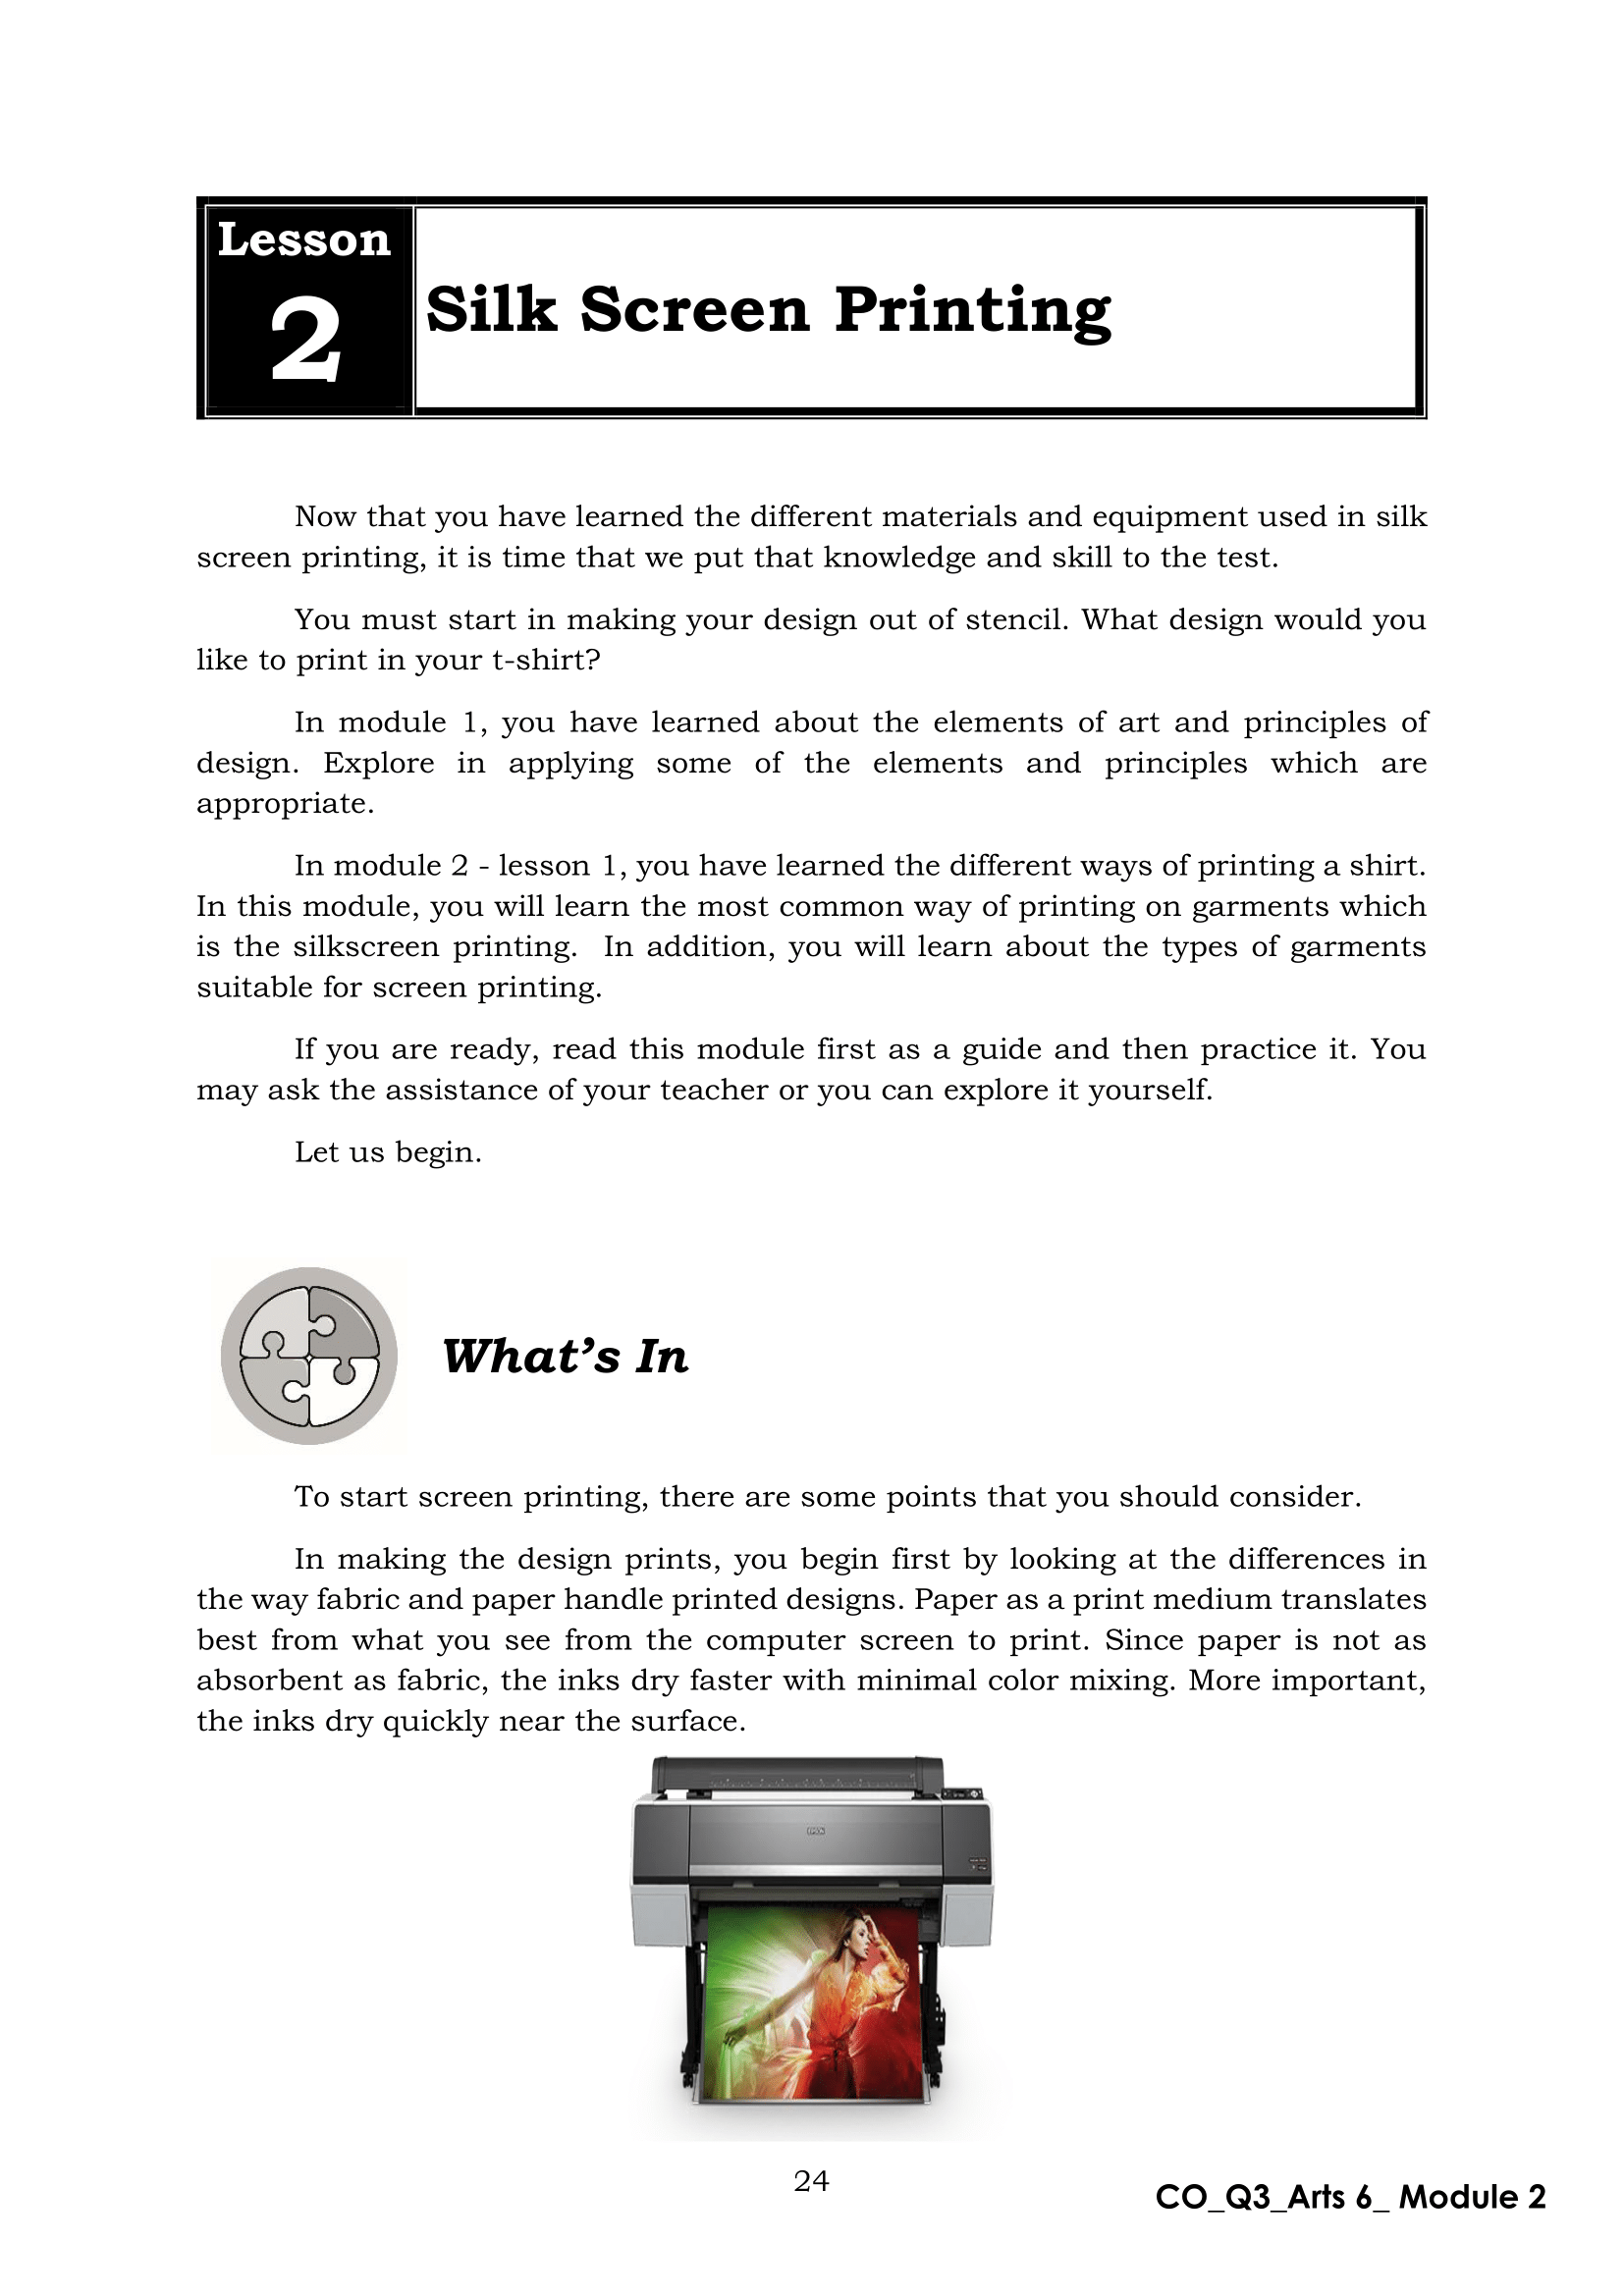 Lesson
2
Silk Screen Printing
Now that you have learned the different materials and equipment used in silk
screen printing, it is time that we put that knowledge and skill to the test.
You must start in making your design out of stencil. What design would you
like to print in your t-shirt?
In module 1, you have learned about the elements of art and principles of
design. Explore in applying some of the elements and principles which are
appropriate.
In module 2 - lesson 1, you have learned the different ways of printing a shirt.
In this module, you will learn the most common way of printing on garments which
is the silkscreen printing.  In addition, you will learn about the types of garments
suitable for screen printing.
If you are ready, read this module first as a guide and then practice it. You
may ask the assistance of your teacher or you can explore it yourself.
Let us begin.
What’s In
To start screen printing, there are some points that you should consider.
In making the design prints, you begin first by looking at the differences in
the way fabric and paper handle printed designs. Paper as a print medium translates
best from what you see from the computer screen to print. Since paper is not as
absorbent as fabric, the inks dry faster with minimal color mixing. More important,
the inks dry quickly near the surface.
EPSON
24
CO_Q3_Arts 6_ Module 2